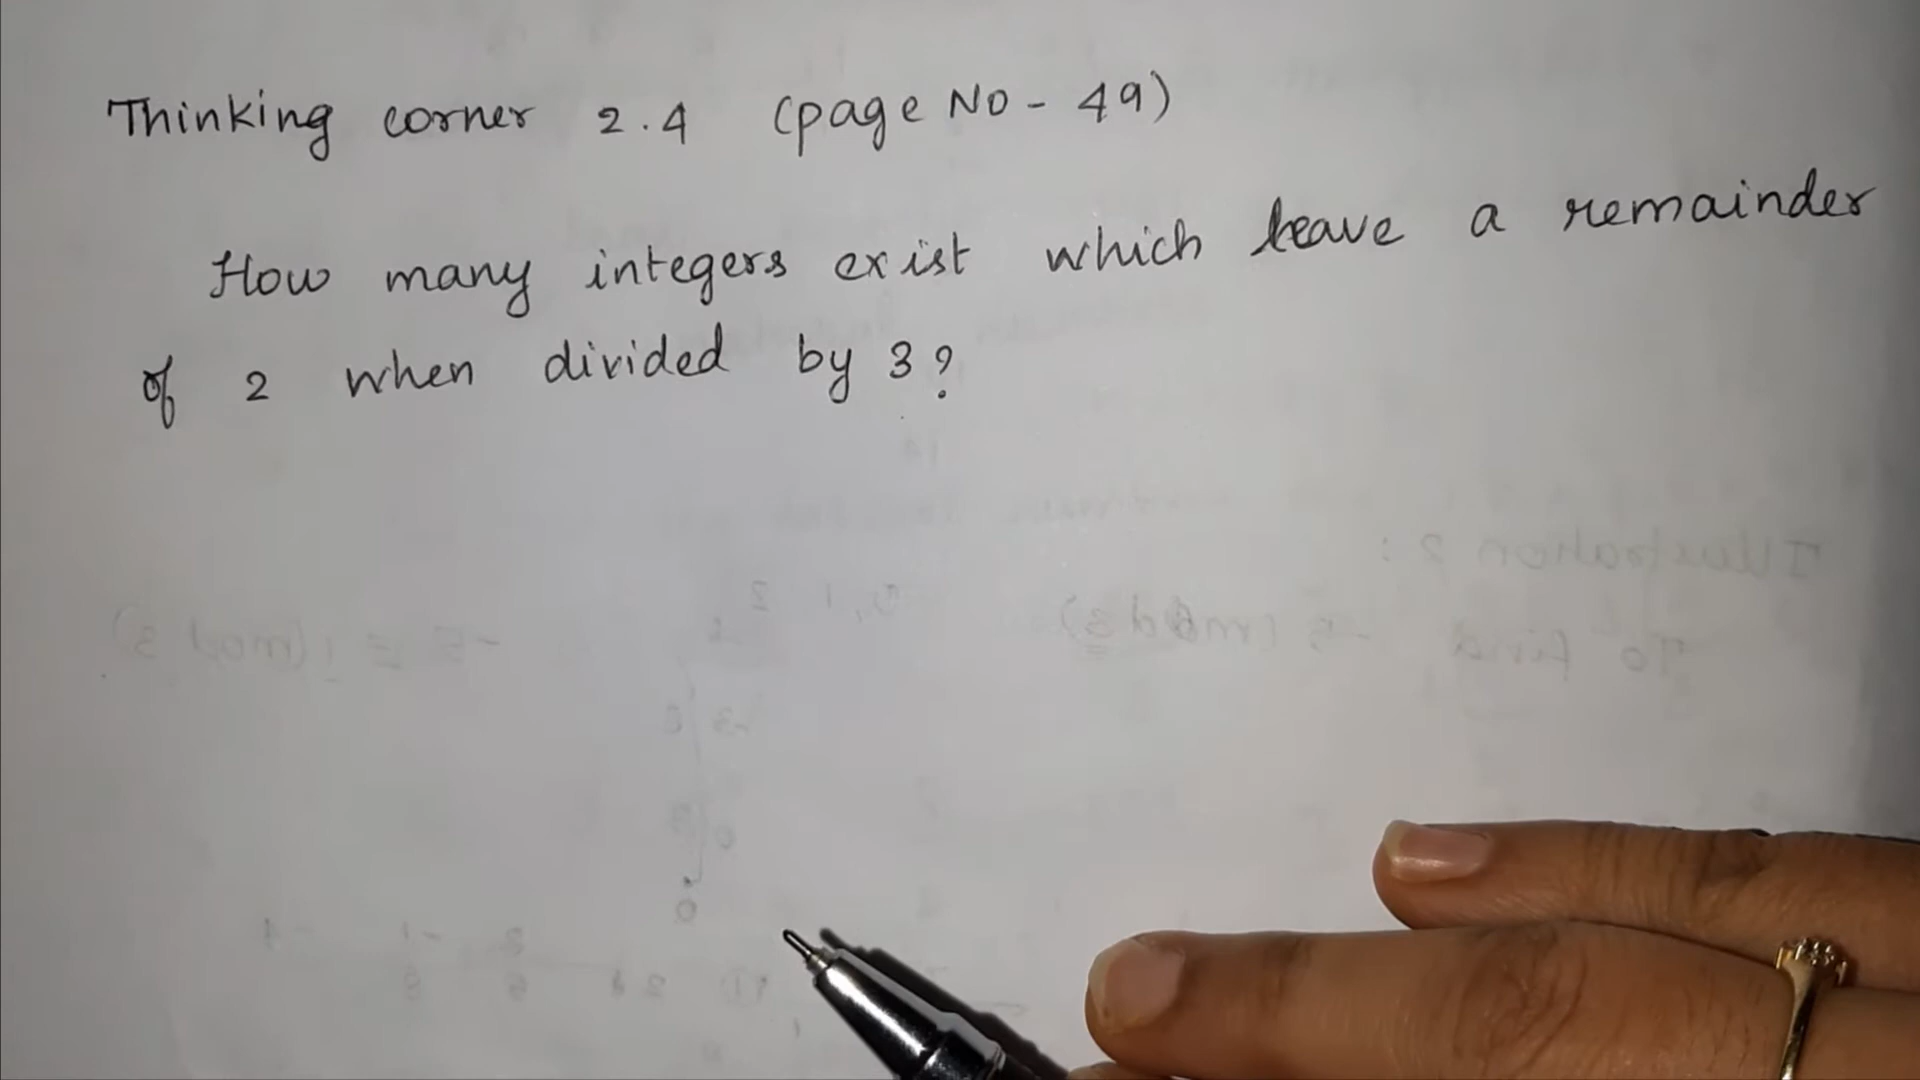 Thinking corner 2.4 (page No - 49)
How many integers exist which leave a remainder
of 2 when divided by 3?